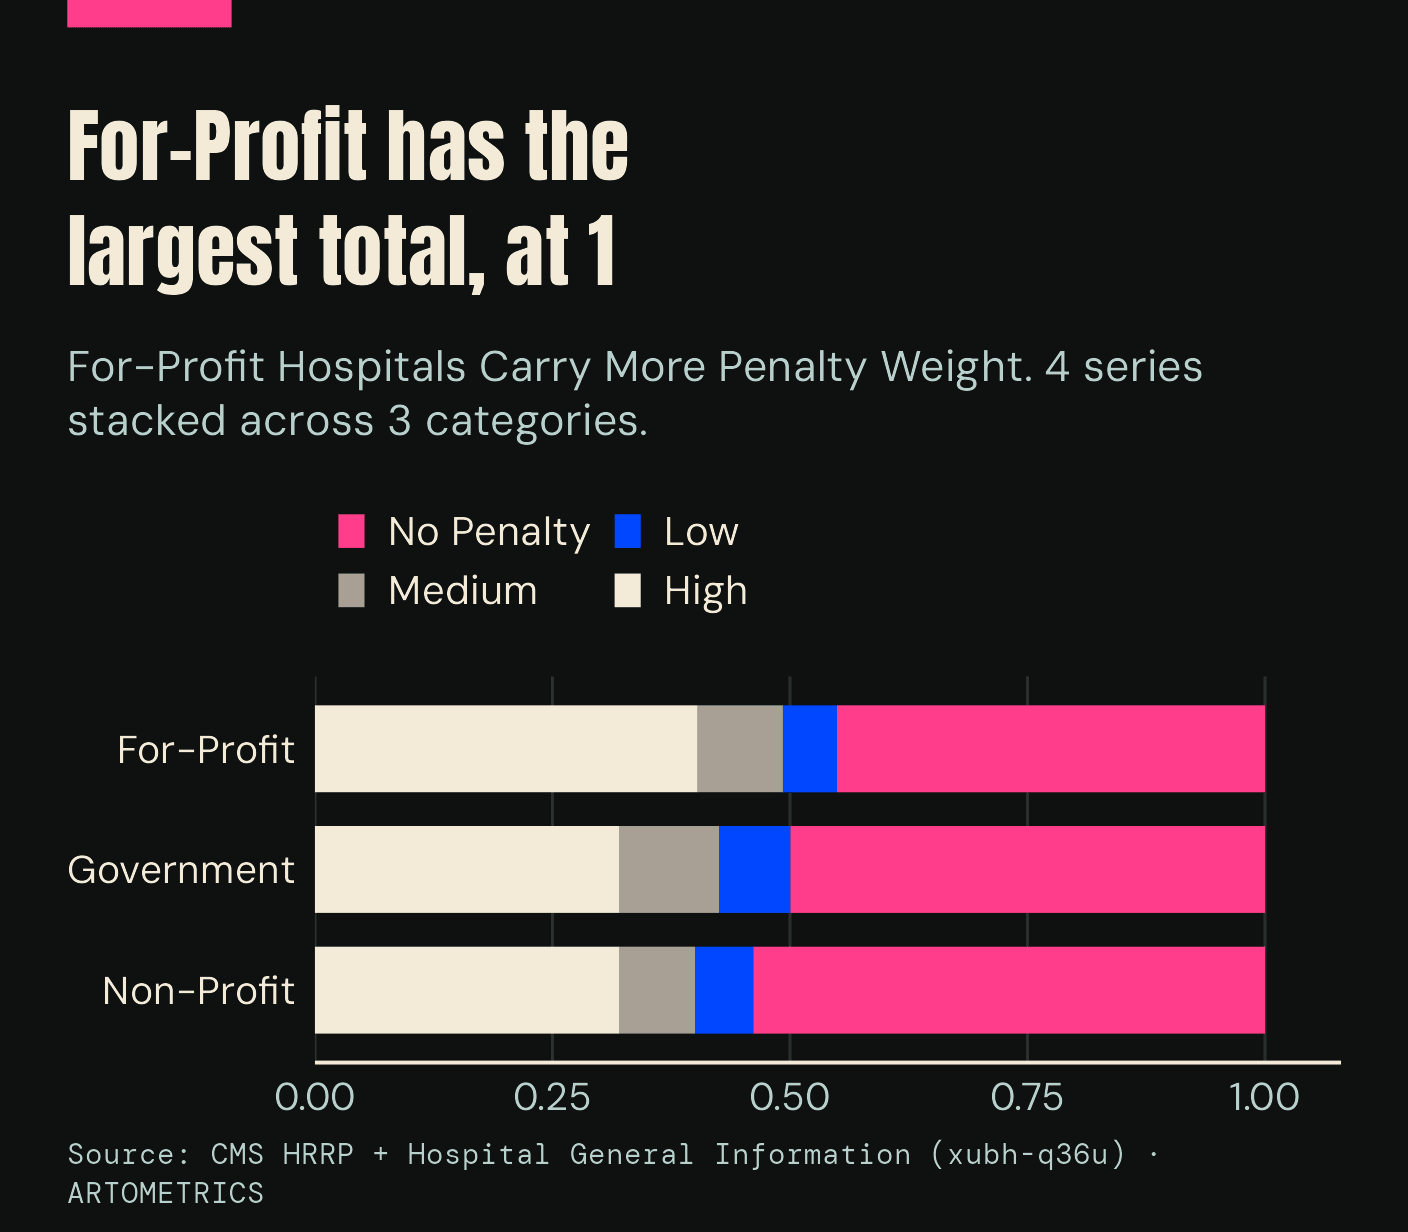 For-Profit has the
largest total, at 1
For-Profit Hospitals Carry More Penalty Weight. 4 series
stacked across 3 categories.
No Penalty Low
Medium High
For-Profit
Government
Non-Profit
0.00 0.25 0.50 0.75 1.00
Source: CMS HRRP + Hospital General Information (xubh-q36u) ·
ARTOMETRICS